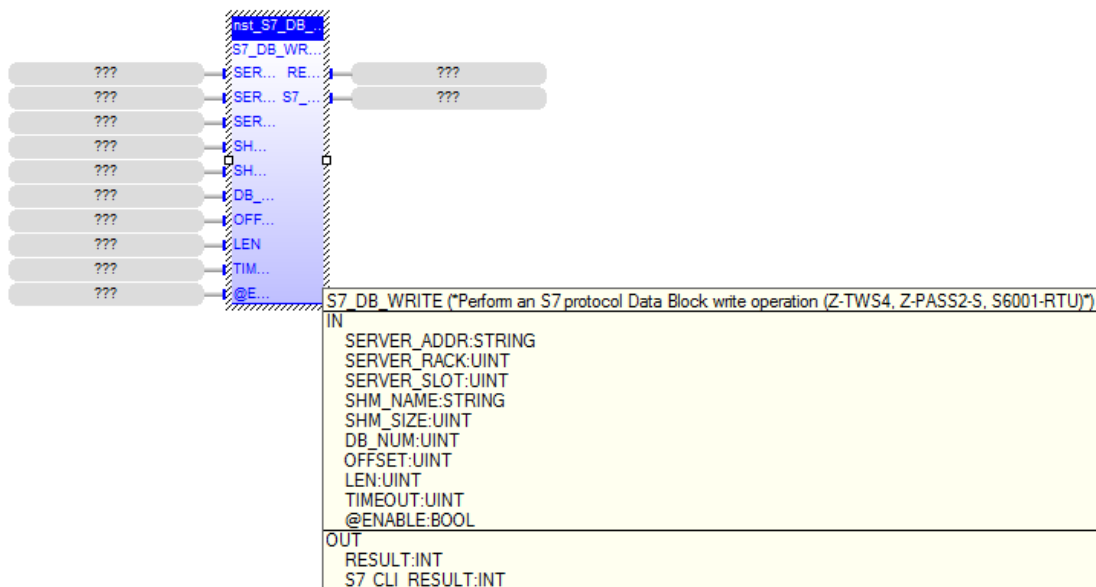 nst_S7_DB_...
S7_DB_WR...
??? SER... RE... ???
??? SER... S7_... ???
??? SER...
??? SH...
??? SH...
??? DB_...
??? OFF...
??? LEN
??? TIM...
??? @E...
S7_DB_WRITE (*Perform an S7 protocol Data Block write operation (Z-TWS4, Z-PASS2-S, S6001-RTU)*)
IN
SERVER_ADDR:STRING
SERVER_RACK:UINT
SERVER_SLOT:UINT
SHM_NAME:STRING
SHM_SIZE:UINT
DB_NUM:UINT
OFFSET:UINT
LEN:UINT
TIMEOUT:UINT
@ENABLE:BOOL
OUT
RESULT:INT
S7_CLI_RESULT:INT